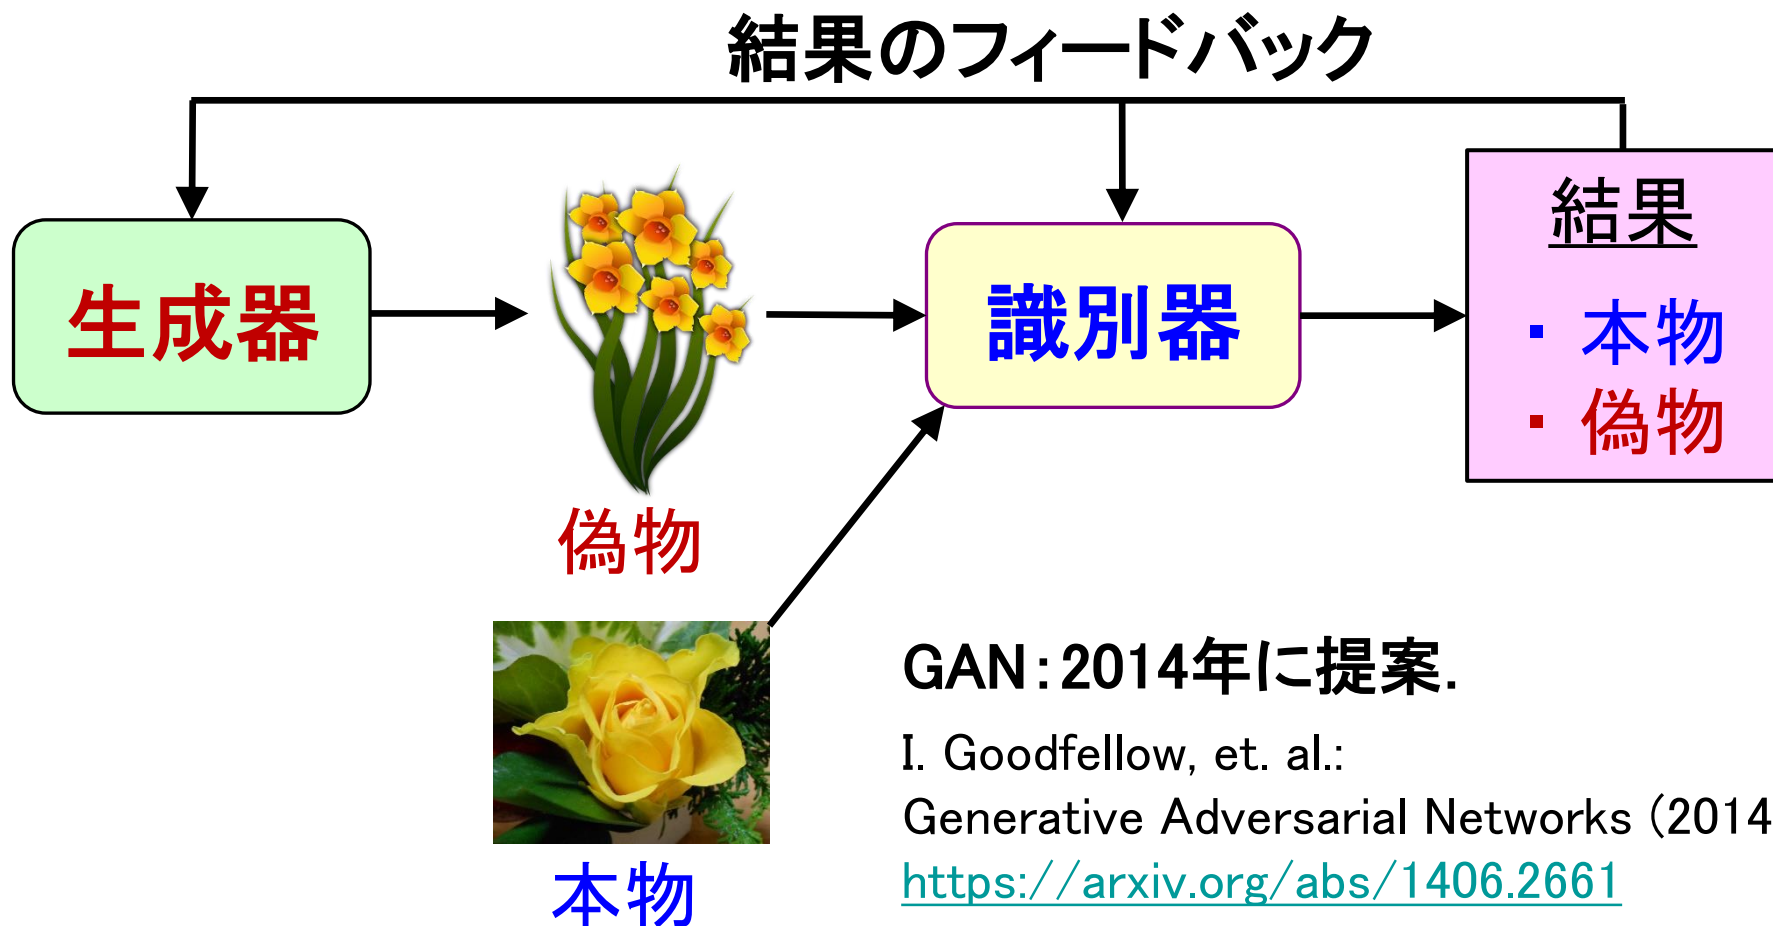 結果のフィードバック
生成器
識別器
結果
▪ 本物
▪ 偽物
偽物
本物
GAN：2014年に提案.
I. Goodfellow, et. al.:
Generative Adversarial Networks (2014
https://arxiv.org/abs/1406.2661